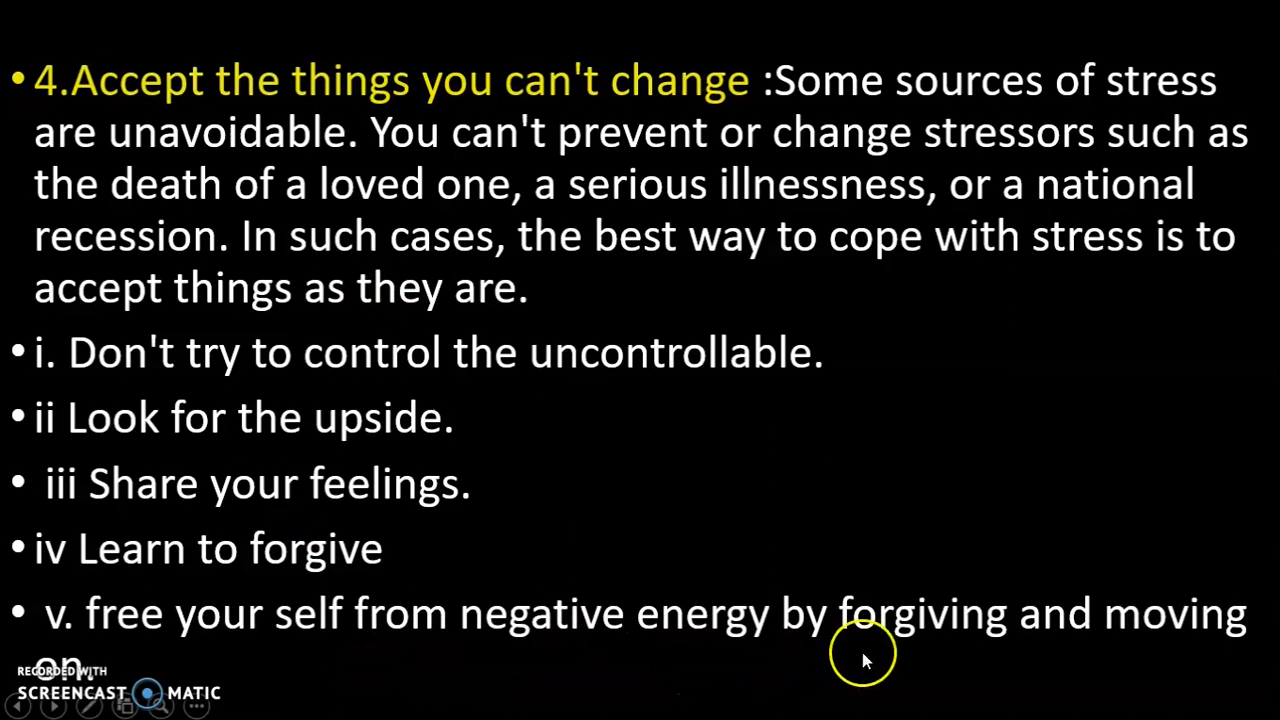 • 4.Accept the things you can't change :Some sources of stress
are unavoidable. You can't prevent or change stressors such as
the death of a loved one, a serious illnessness, or a national
recession. In such cases, the best way to cope with stress is to
accept things as they are.
• i. Don't try to control the uncontrollable.
• ii Look for the upside.
• iii Share your feelings.
• iv Learn to forgive
• v. free your self from negative energy by forgiving and moving
on.
RECORDED WITH
SCREENCAST MATIC